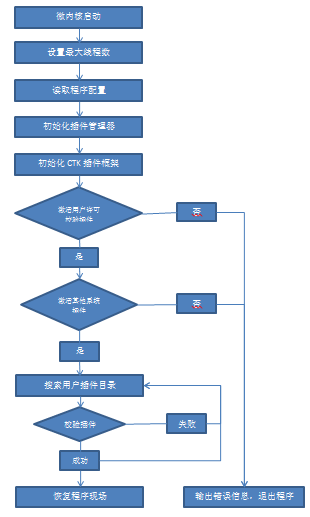 微内核启动
设置最大线程数
读取程序配置
初始化插件管理器
初始化 CTK 插件框架
激活用户许可
校验插件
否
是
激活其他系统
插件
否
是
搜索用户插件目录
校验插件
失败
成功
恢复程序现场
输出错误信息，退出程序